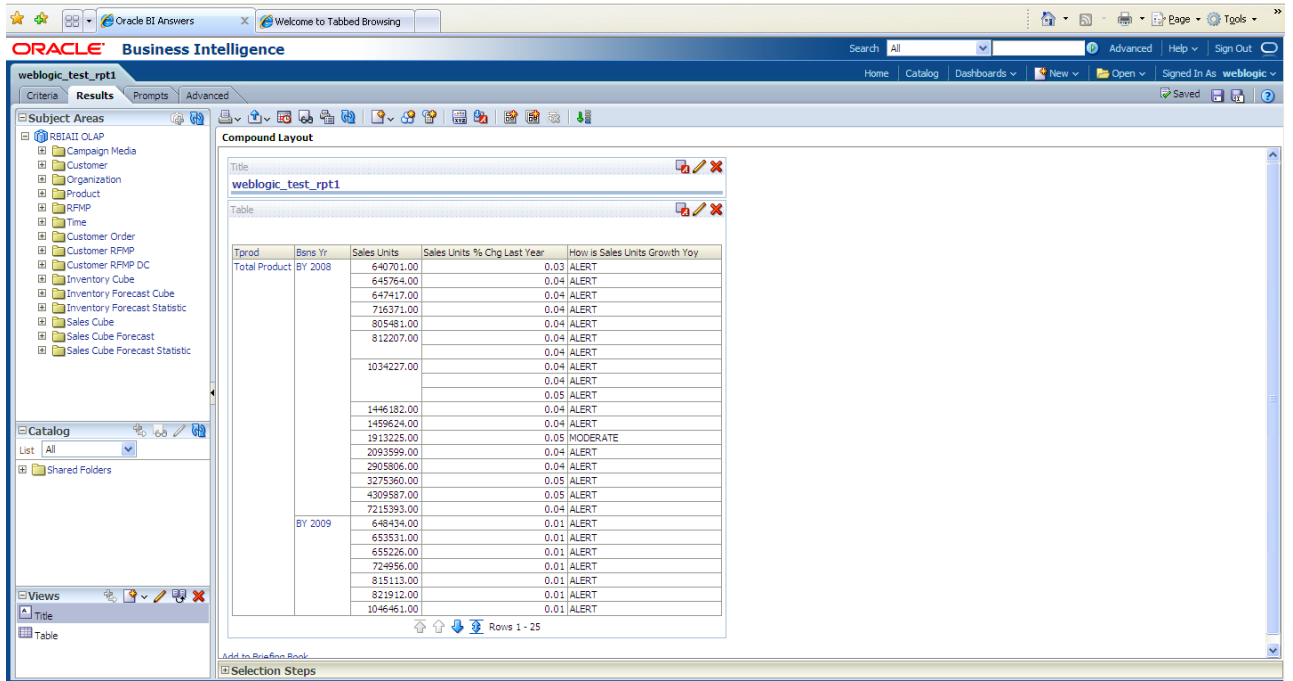 Oracle BI Answers X Welcome to Tabbed Browsing Page Tools »
ORACLE Business Intelligence Search All Advanced Help Sign Out
weblogic_test_rpt1 Home Catalog Dashboards New Open Signed In As weblogic
Criteria Results Prompts Advanced Saved
Subject Areas
RBIAII OLAP
Campaign Media
Customer
Organization
Product
RFMP
Time
Customer Order
Customer RFMP
Customer RFMP DC
Inventory Cube
Inventory Forecast Cube
Inventory Forecast Statistic
Sales Cube
Sales Cube Forecast
Sales Cube Forecast Statistic
Catalog
List All
Shared Folders
Views
Title
Table
Compound Layout
Title
weblogic_test_rpt1
Table
Tprod Bsns Yr Sales Units Sales Units % Chg Last Year How is Sales Units Growth Yoy
Total Product BY 2008 640701.00 0.03 ALERT
645764.00 0.04 ALERT
647417.00 0.04 ALERT
716371.00 0.04 ALERT
805481.00 0.04 ALERT
812207.00 0.04 ALERT
0.04 ALERT
1034227.00 0.04 ALERT
0.04 ALERT
0.05 ALERT
1446182.00 0.04 ALERT
1459624.00 0.04 ALERT
1913225.00 0.05 MODERATE
2093599.00 0.04 ALERT
2905806.00 0.04 ALERT
3275360.00 0.05 ALERT
4309587.00 0.05 ALERT
7215393.00 0.04 ALERT
BY 2009 648434.00 0.01 ALERT
653531.00 0.01 ALERT
655226.00 0.01 ALERT
724956.00 0.01 ALERT
815113.00 0.01 ALERT
821912.00 0.01 ALERT
1046461.00 0.01 ALERT
Rows 1 - 25
Add to Briefing Book
Selection Steps